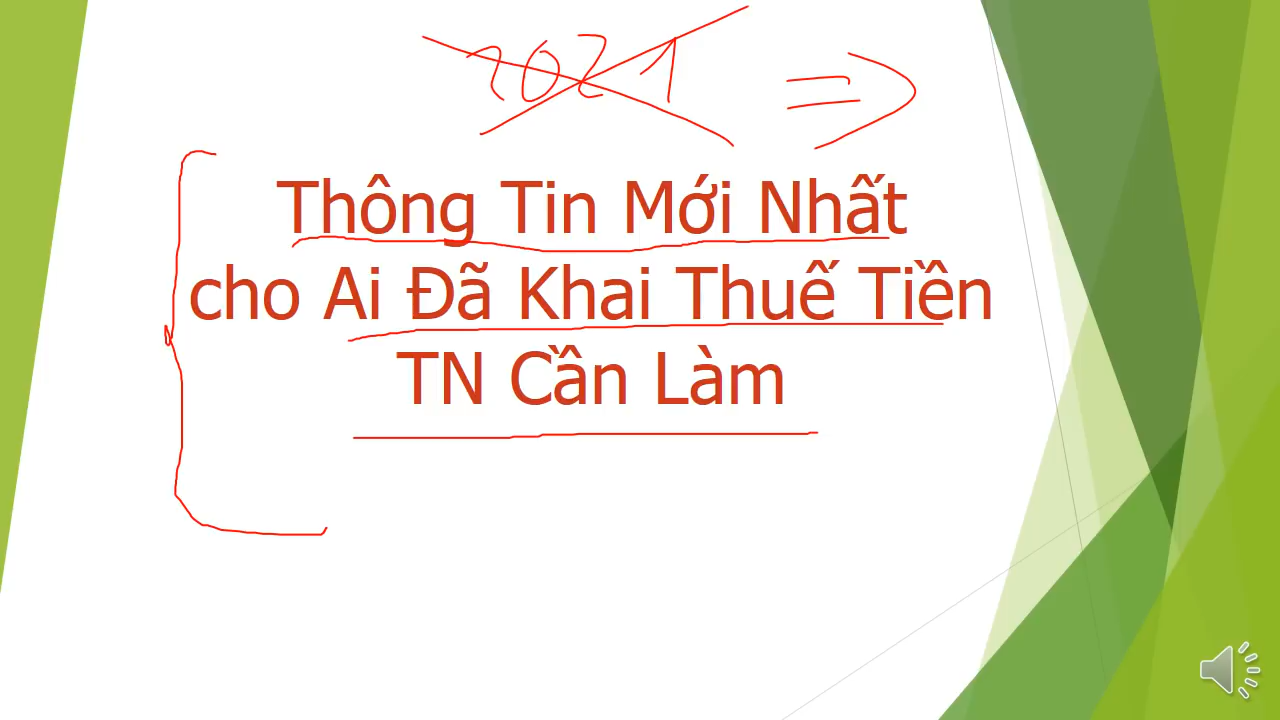 2021
Thông Tin Mới Nhất
cho Ai Đã Khai Thuế Tiền
TN Cần Làm